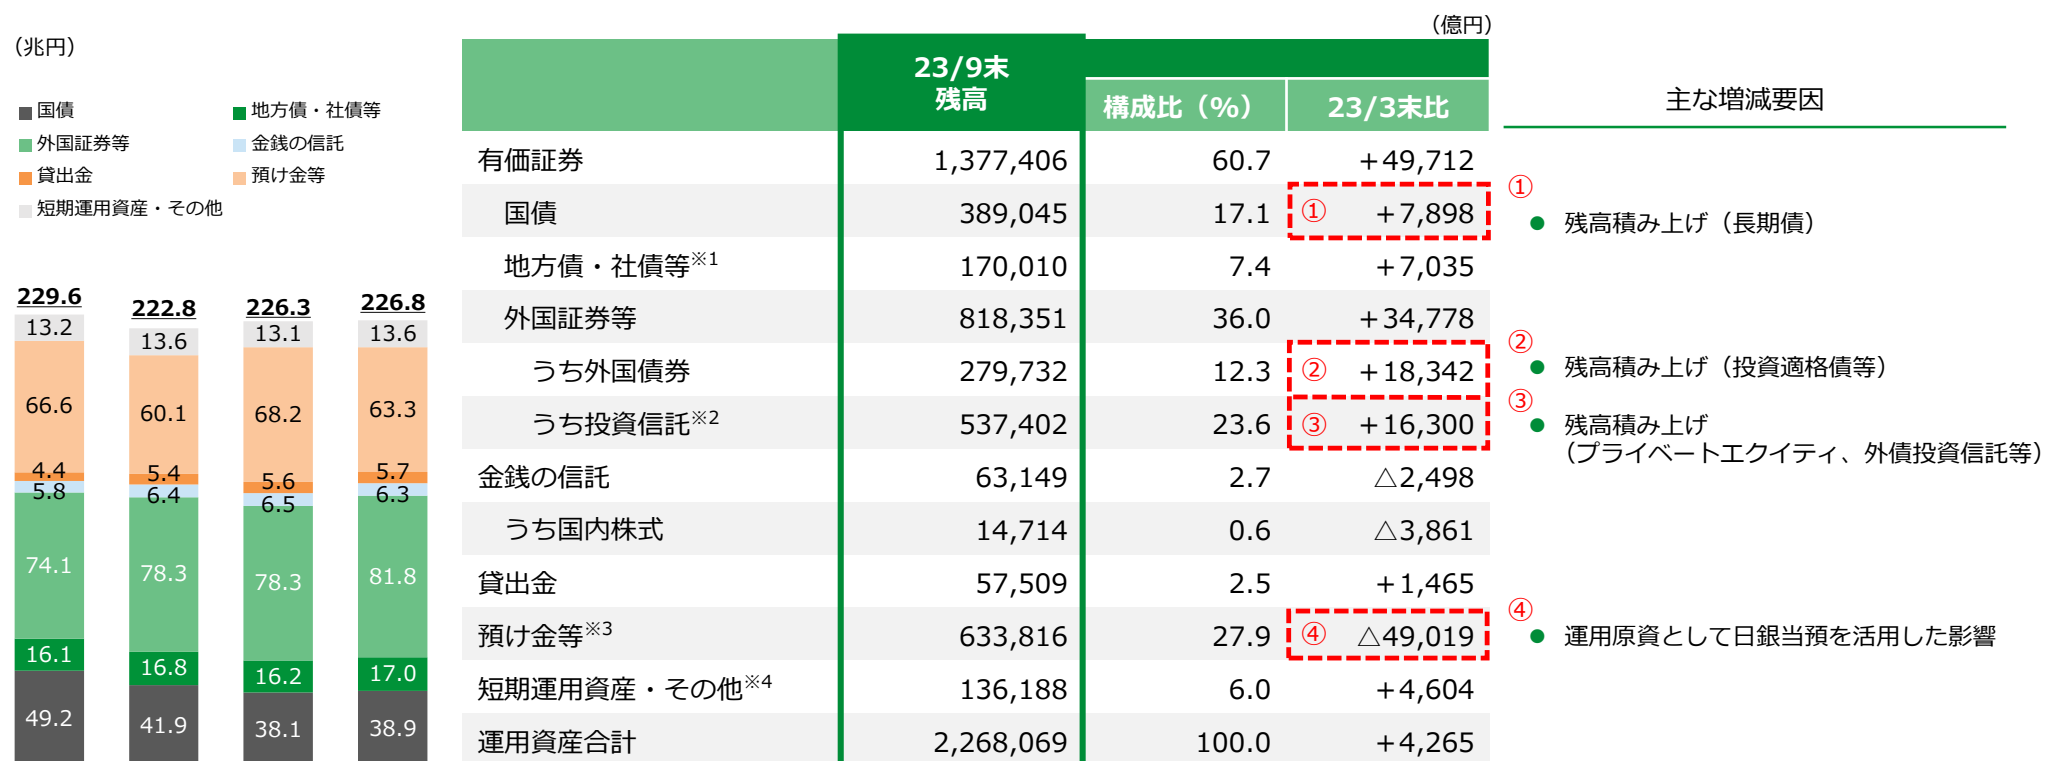 （兆円）
国債
地方債・社債等
外国証券等
金銭の信託
貸出金
預け金等
短期運用資産・その他
229.6
222.8
226.3
226.8
13.2
13.6
13.1
13.6
66.6
60.1
68.2
63.3
4.4
5.4
5.6
5.7
5.8
6.4
6.5
6.3
74.1
78.3
78.3
81.8
16.1
16.8
16.2
17.0
49.2
41.9
38.1
38.9
（億円）
23/9末
残高
構成比（%） 23/3末比
有価証券 1,377,406 60.7 +49,712
国債 389,045 17.1 ① +7,898
地方債・社債等※1 170,010 7.4 +7,035
外国証券等 818,351 36.0 +34,778
うち外国債券 279,732 12.3 ② +18,342
うち投資信託※2 537,402 23.6 ③ +16,300
金銭の信託 63,149 2.7 △2,498
うち国内株式 14,714 0.6 △3,861
貸出金 57,509 2.5 +1,465
預け金等※3 633,816 27.9 ④ △49,019
短期運用資産・その他※4 136,188 6.0 +4,604
運用資産合計 2,268,069 100.0 +4,265
主な増減要因
①
● 残高積み上げ（長期債）
②
● 残高積み上げ（投資適格債等）
③
● 残高積み上げ
（プライベートエクイティ、外債投資信託等）
④
● 運用原資として日銀当預を活用した影響